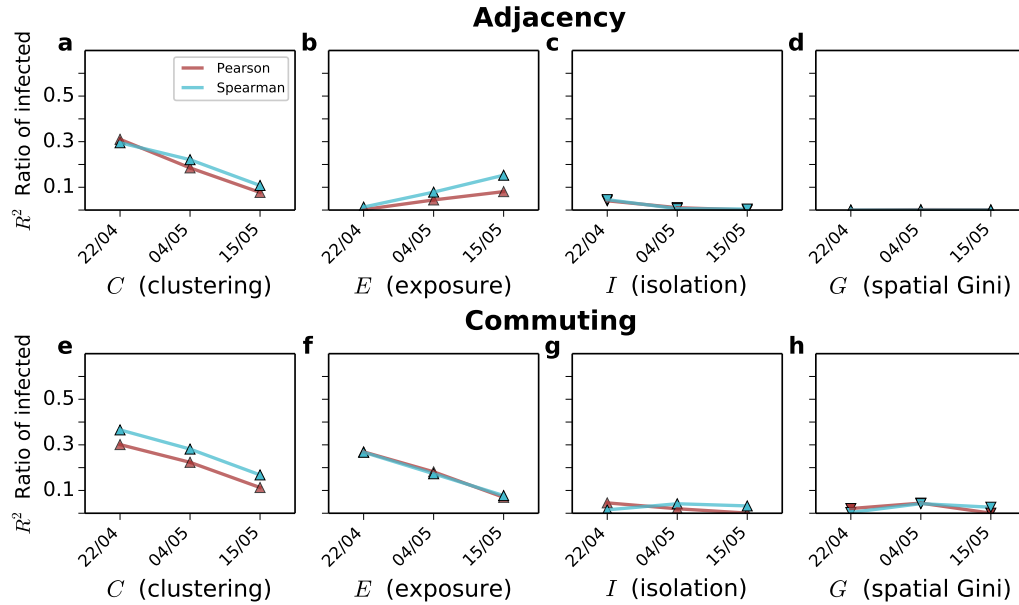 Adjacency
a b c d
Pearson
Spearman
R² Ratio of infected
0.5
0.3
0.1
22/04 04/05 15/05 22/04 04/05 15/05 22/04 04/05 15/05 22/04 04/05 15/05
C (clustering) E (exposure) I (isolation) G (spatial Gini)
Commuting
e f g h
R² Ratio of infected
0.5
0.3
0.1
22/04 04/05 15/05 22/04 04/05 15/05 22/04 04/05 15/05 22/04 04/05 15/05
C (clustering) E (exposure) I (isolation) G (spatial Gini)